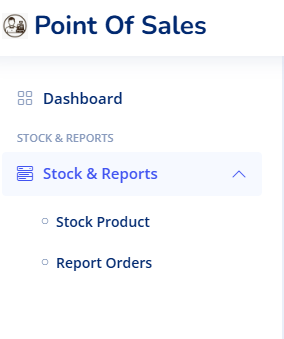 Point Of Sales
Dashboard
STOCK & REPORTS
Stock & Reports
Stock Product
Report Orders